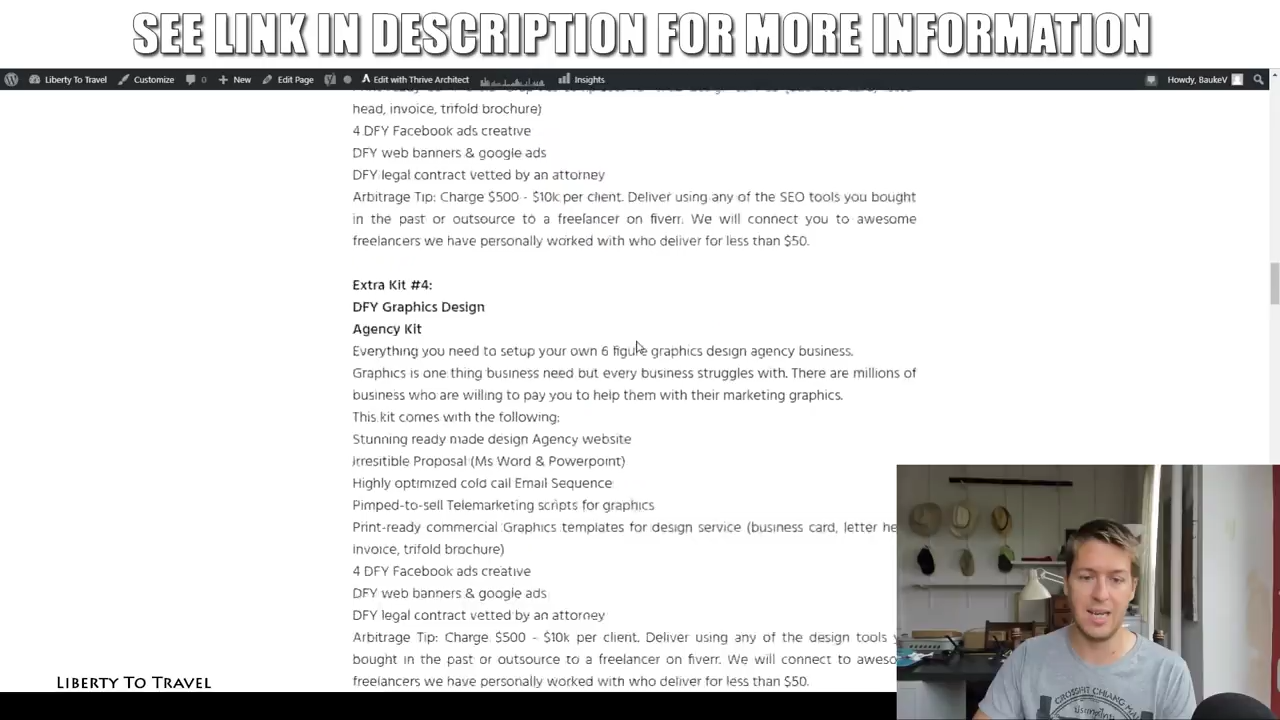 SEE LINK IN DESCRIPTION FOR MORE INFORMATION
Liberty To Travel Customize 0 New Edit Page Edit with Thrive Architect Insights Howdy, BaukeV
head, invoice, trifold brochure)
4 DFY Facebook ads creative
DFY web banners & google ads
DFY legal contract vetted by an attorney
Arbitrage Tip: Charge $500 - $10k per client. Deliver using any of the SEO tools you bought
in the past or outsource to a freelancer on fiverr. We will connect you to awesome
freelancers we have personally worked with who deliver for less than $50.
Extra Kit #4:
DFY Graphics Design
Agency Kit
Everything you need to setup your own 6 figure graphics design agency business.
Graphics is one thing business need but every business struggles with. There are millions of
business who are willing to pay you to help them with their marketing graphics.
This kit comes with the following:
Stunning ready made design Agency website
Irresitible Proposal (Ms Word & Powerpoint)
Highly optimized cold call Email Sequence
Pimped-to-sell Telemarketing scripts for graphics
Print-ready commercial Graphics templates for design service (business card, letter he
invoice, trifold brochure)
4 DFY Facebook ads creative
DFY web banners & google ads
DFY legal contract vetted by an attorney
Arbitrage Tip: Charge $500 - $10k per client. Deliver using any of the design tools y
bought in the past or outsource to a freelancer on fiverr. We will connect to aweso
freelancers we have personally worked with who deliver for less than $50.
CROSSFIT CHIANG MAI
LIBERTY TO TRAVEL